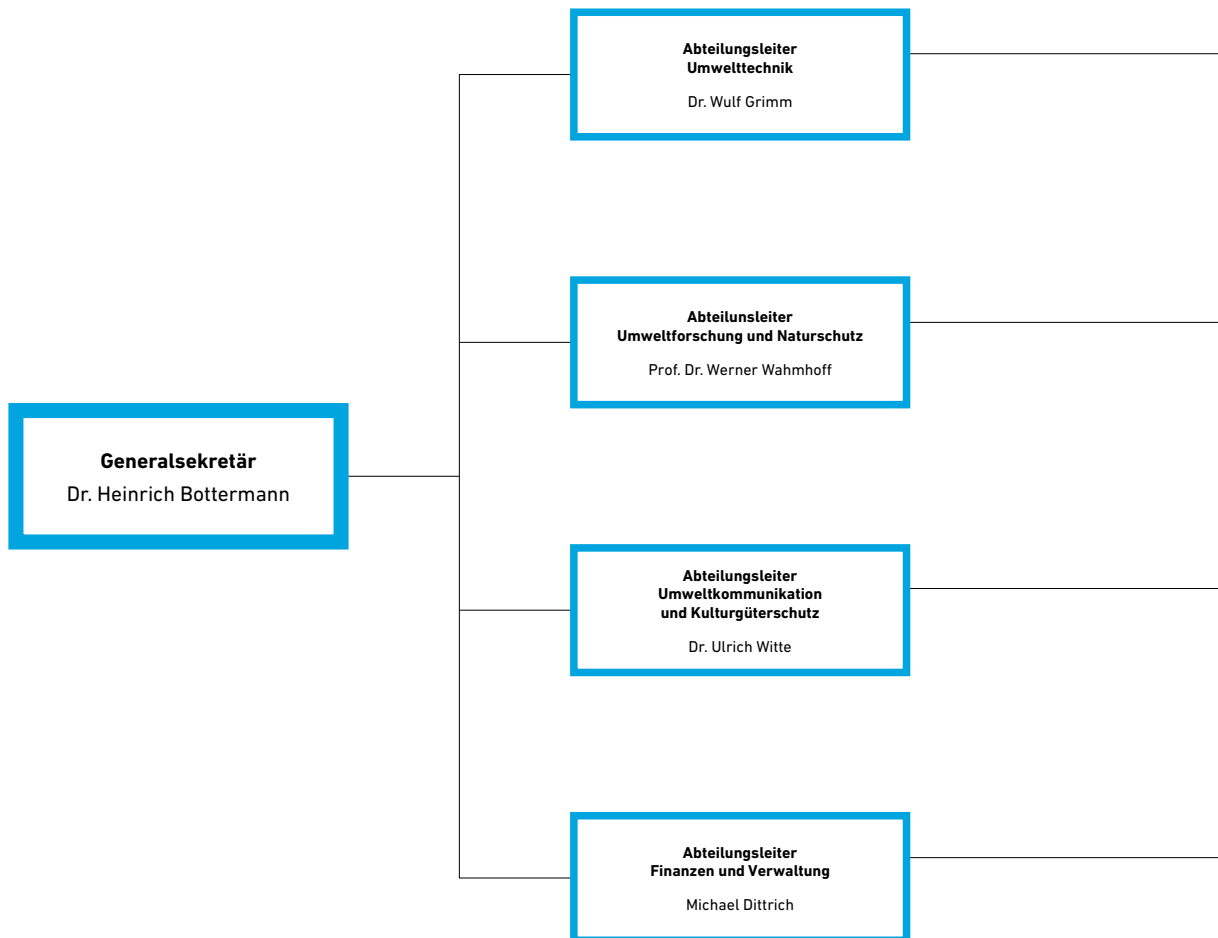 Abteilungsleiter
Umwelttechnik
Dr. Wulf Grimm
Abteilunsleiter
Umweltforschung und Naturschutz
Prof. Dr. Werner Wahmhoff
Generalsekretär
Dr. Heinrich Bottermann
Abteilungsleiter
Umweltkommunikation
und Kulturgüterschutz
Dr. Ulrich Witte
Abteilungsleiter
Finanzen und Verwaltung
Michael Dittrich